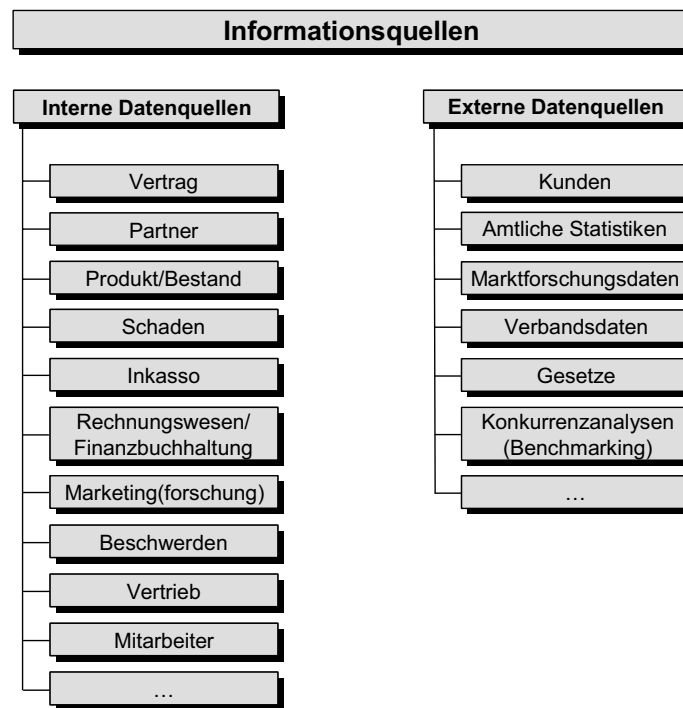 Informationsquellen
Interne Datenquellen
Vertrag
Partner
Produkt/Bestand
Schaden
Inkasso
Rechnungswesen/
Finanzbuchhaltung
Marketing(forschung)
Beschwerden
Vertrieb
Mitarbeiter
…
Externe Datenquellen
Kunden
Amtliche Statistiken
Marktforschungsdaten
Verbandsdaten
Gesetze
Konkurrenzanalysen
(Benchmarking)
…